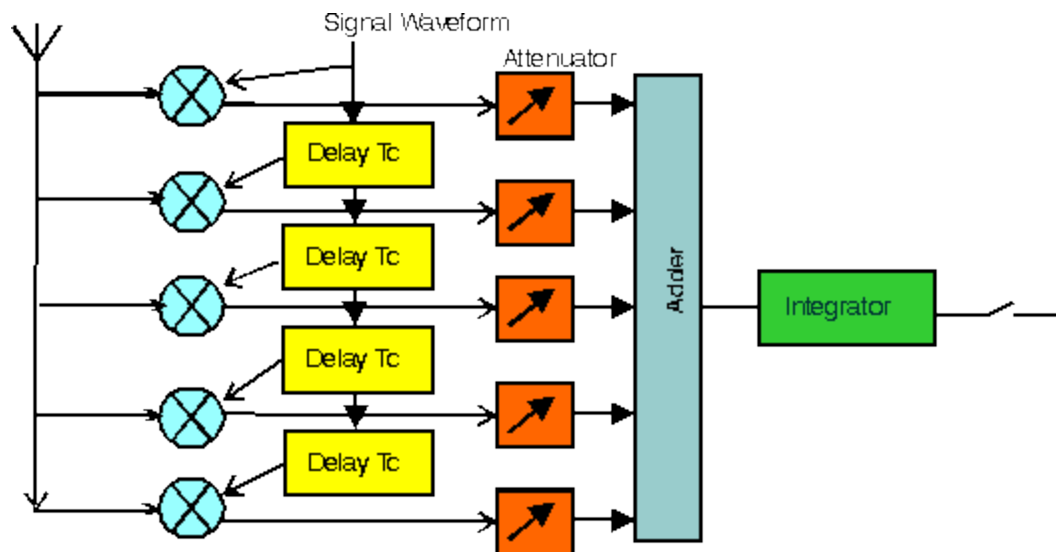 Signal Waveform
Attenuator
Delay Tc
Delay Tc
Delay Tc
Delay Tc
Adder
Integrator